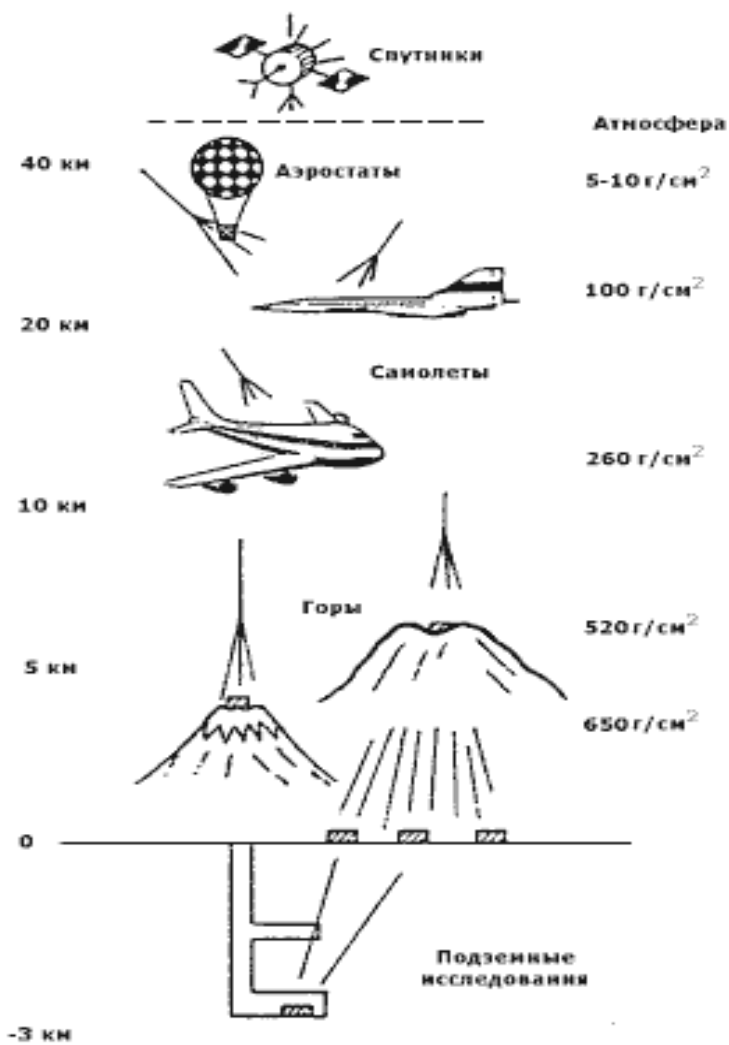 Спутники
Атмосфера
40 км
Аэростаты
5-10 г/см²
100 г/см²
20 км
Самолеты
260 г/см²
10 км
Горы
520 г/см²
5 км
650 г/см²
0
Подземные
исследования
-3 км